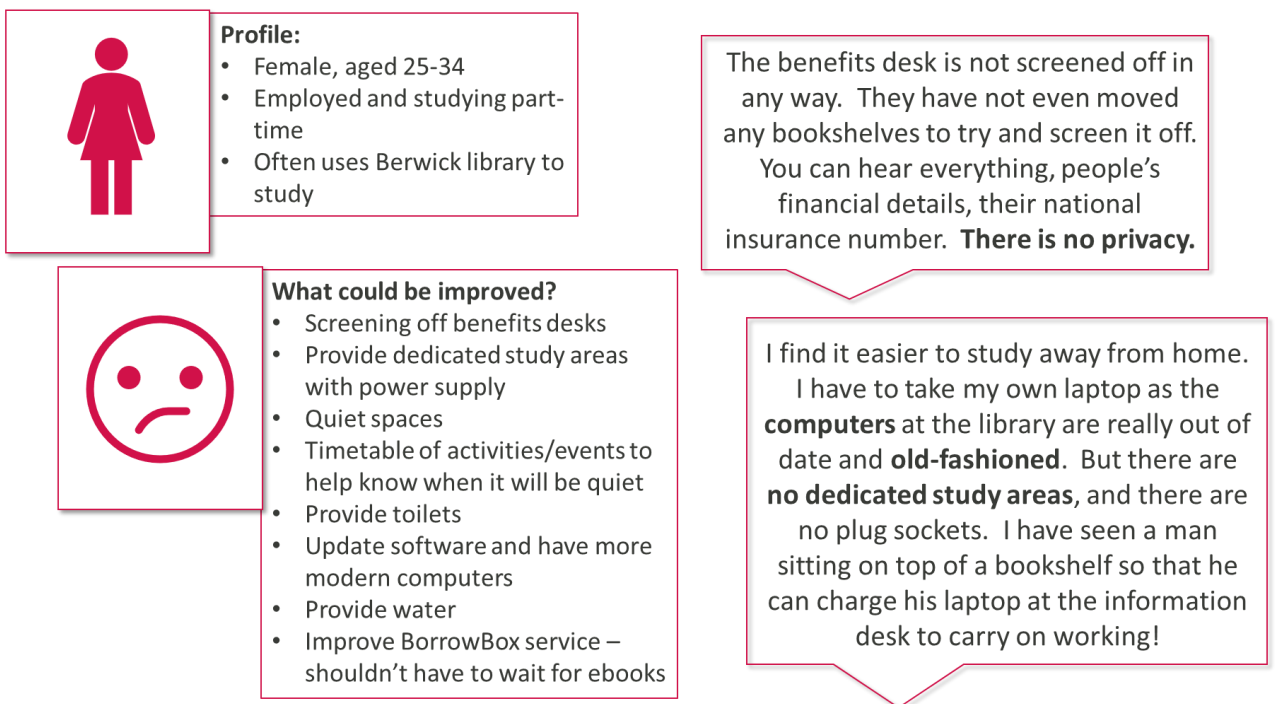 Profile:
• Female, aged 25-34
• Employed and studying part-
time
• Often uses Berwick library to
study
What could be improved?
• Screening off benefits desks
• Provide dedicated study areas
with power supply
• Quiet spaces
• Timetable of activities/events to
help know when it will be quiet
• Provide toilets
• Update software and have more
modern computers
• Provide water
• Improve BorrowBox service –
shouldn't have to wait for ebooks
The benefits desk is not screened off in
any way.  They have not even moved
any bookshelves to try and screen it off.
You can hear everything, people's
financial details, their national
insurance number.  There is no privacy.
I find it easier to study away from home.
I have to take my own laptop as the
computers at the library are really out of
date and old-fashioned.  But there are
no dedicated study areas, and there are
no plug sockets.  I have seen a man
sitting on top of a bookshelf so that he
can charge his laptop at the information
desk to carry on working!